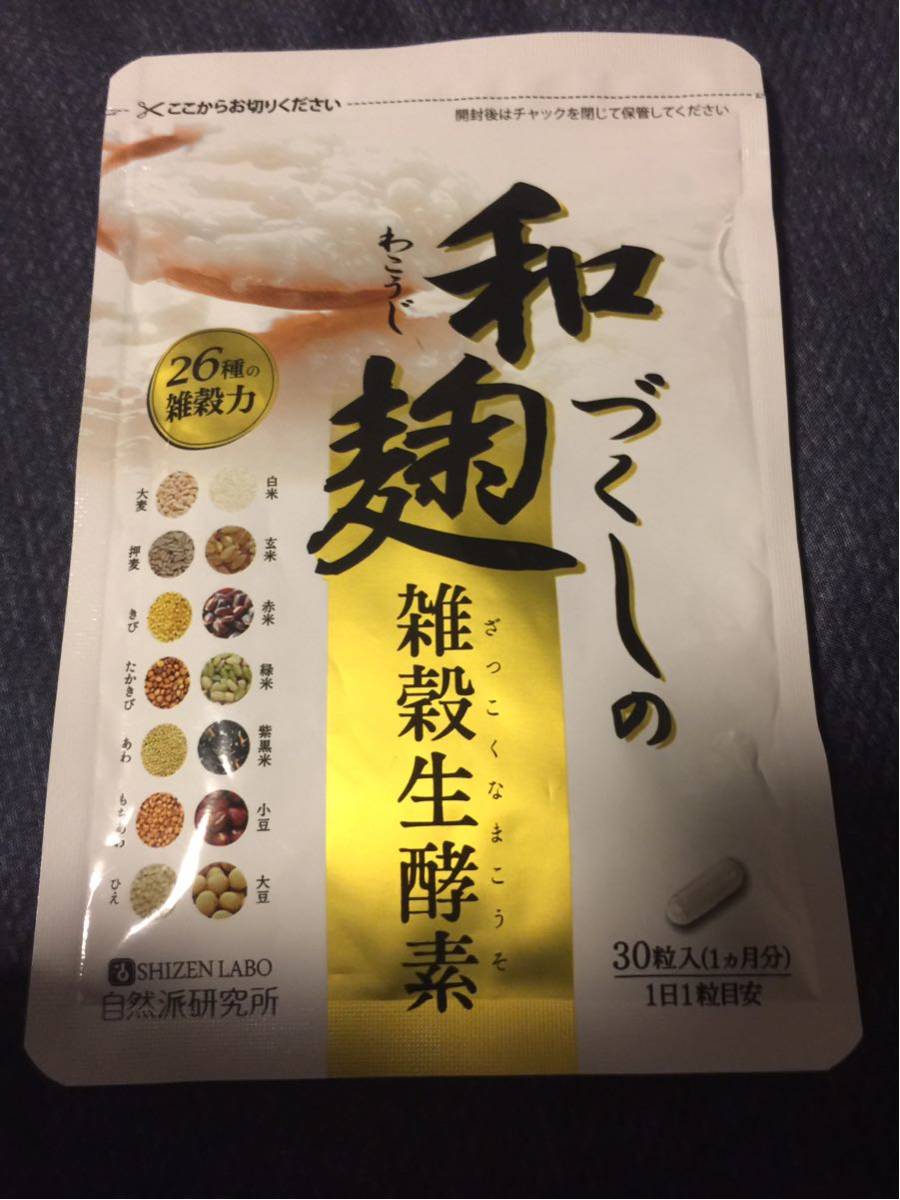 ここからお切りください
開封後はチャックを閉じて保管してください
和麹づくしの
わこうじ
雑穀生酵素
ざっこくなまこうそ
26種の
雑穀力
白米
大麦
玄米
押麦
赤米
きび
緑米
たかきび
紫黒米
あわ
小豆
もちあわ
大豆
ひえ
SHIZEN LABO
自然派研究所
30粒入(1ヵ月分)
1日1粒目安